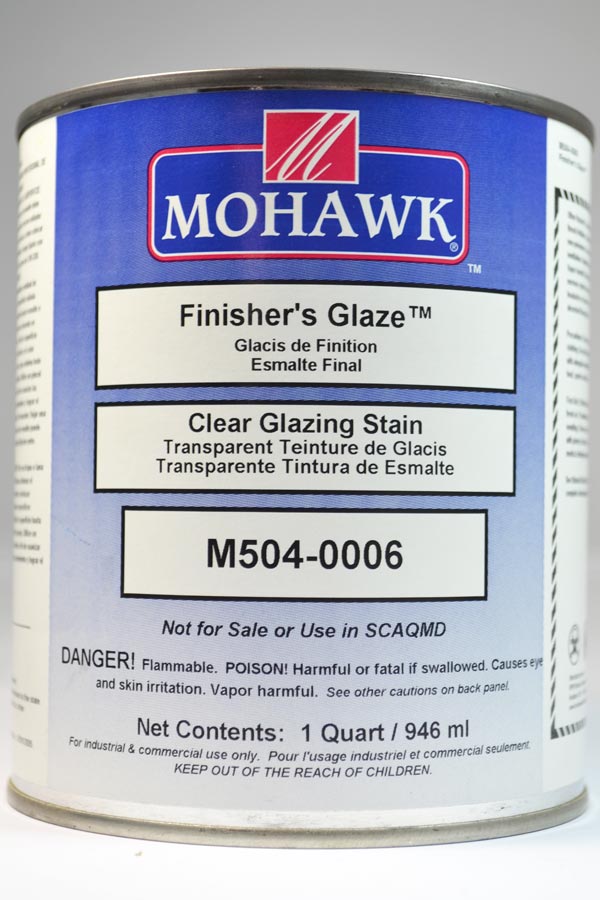 M
MOHAWK®
™
Finisher's Glaze™
Glacis de Finition
Esmalte Final
Clear Glazing Stain
Transparent Teinture de Glacis
Transparente Tintura de Esmalte
M504-0006
Not for Sale or Use in SCAQMD
DANGER! Flammable. POISON! Harmful or fatal if swallowed. Causes eye
and skin irritation. Vapor harmful. See other cautions on back panel.
Net Contents: 1 Quart / 946 ml
For industrial & commercial use only. Pour l'usage industriel et commercial seulement.
KEEP OUT OF THE REACH OF CHILDREN.
M504-0006